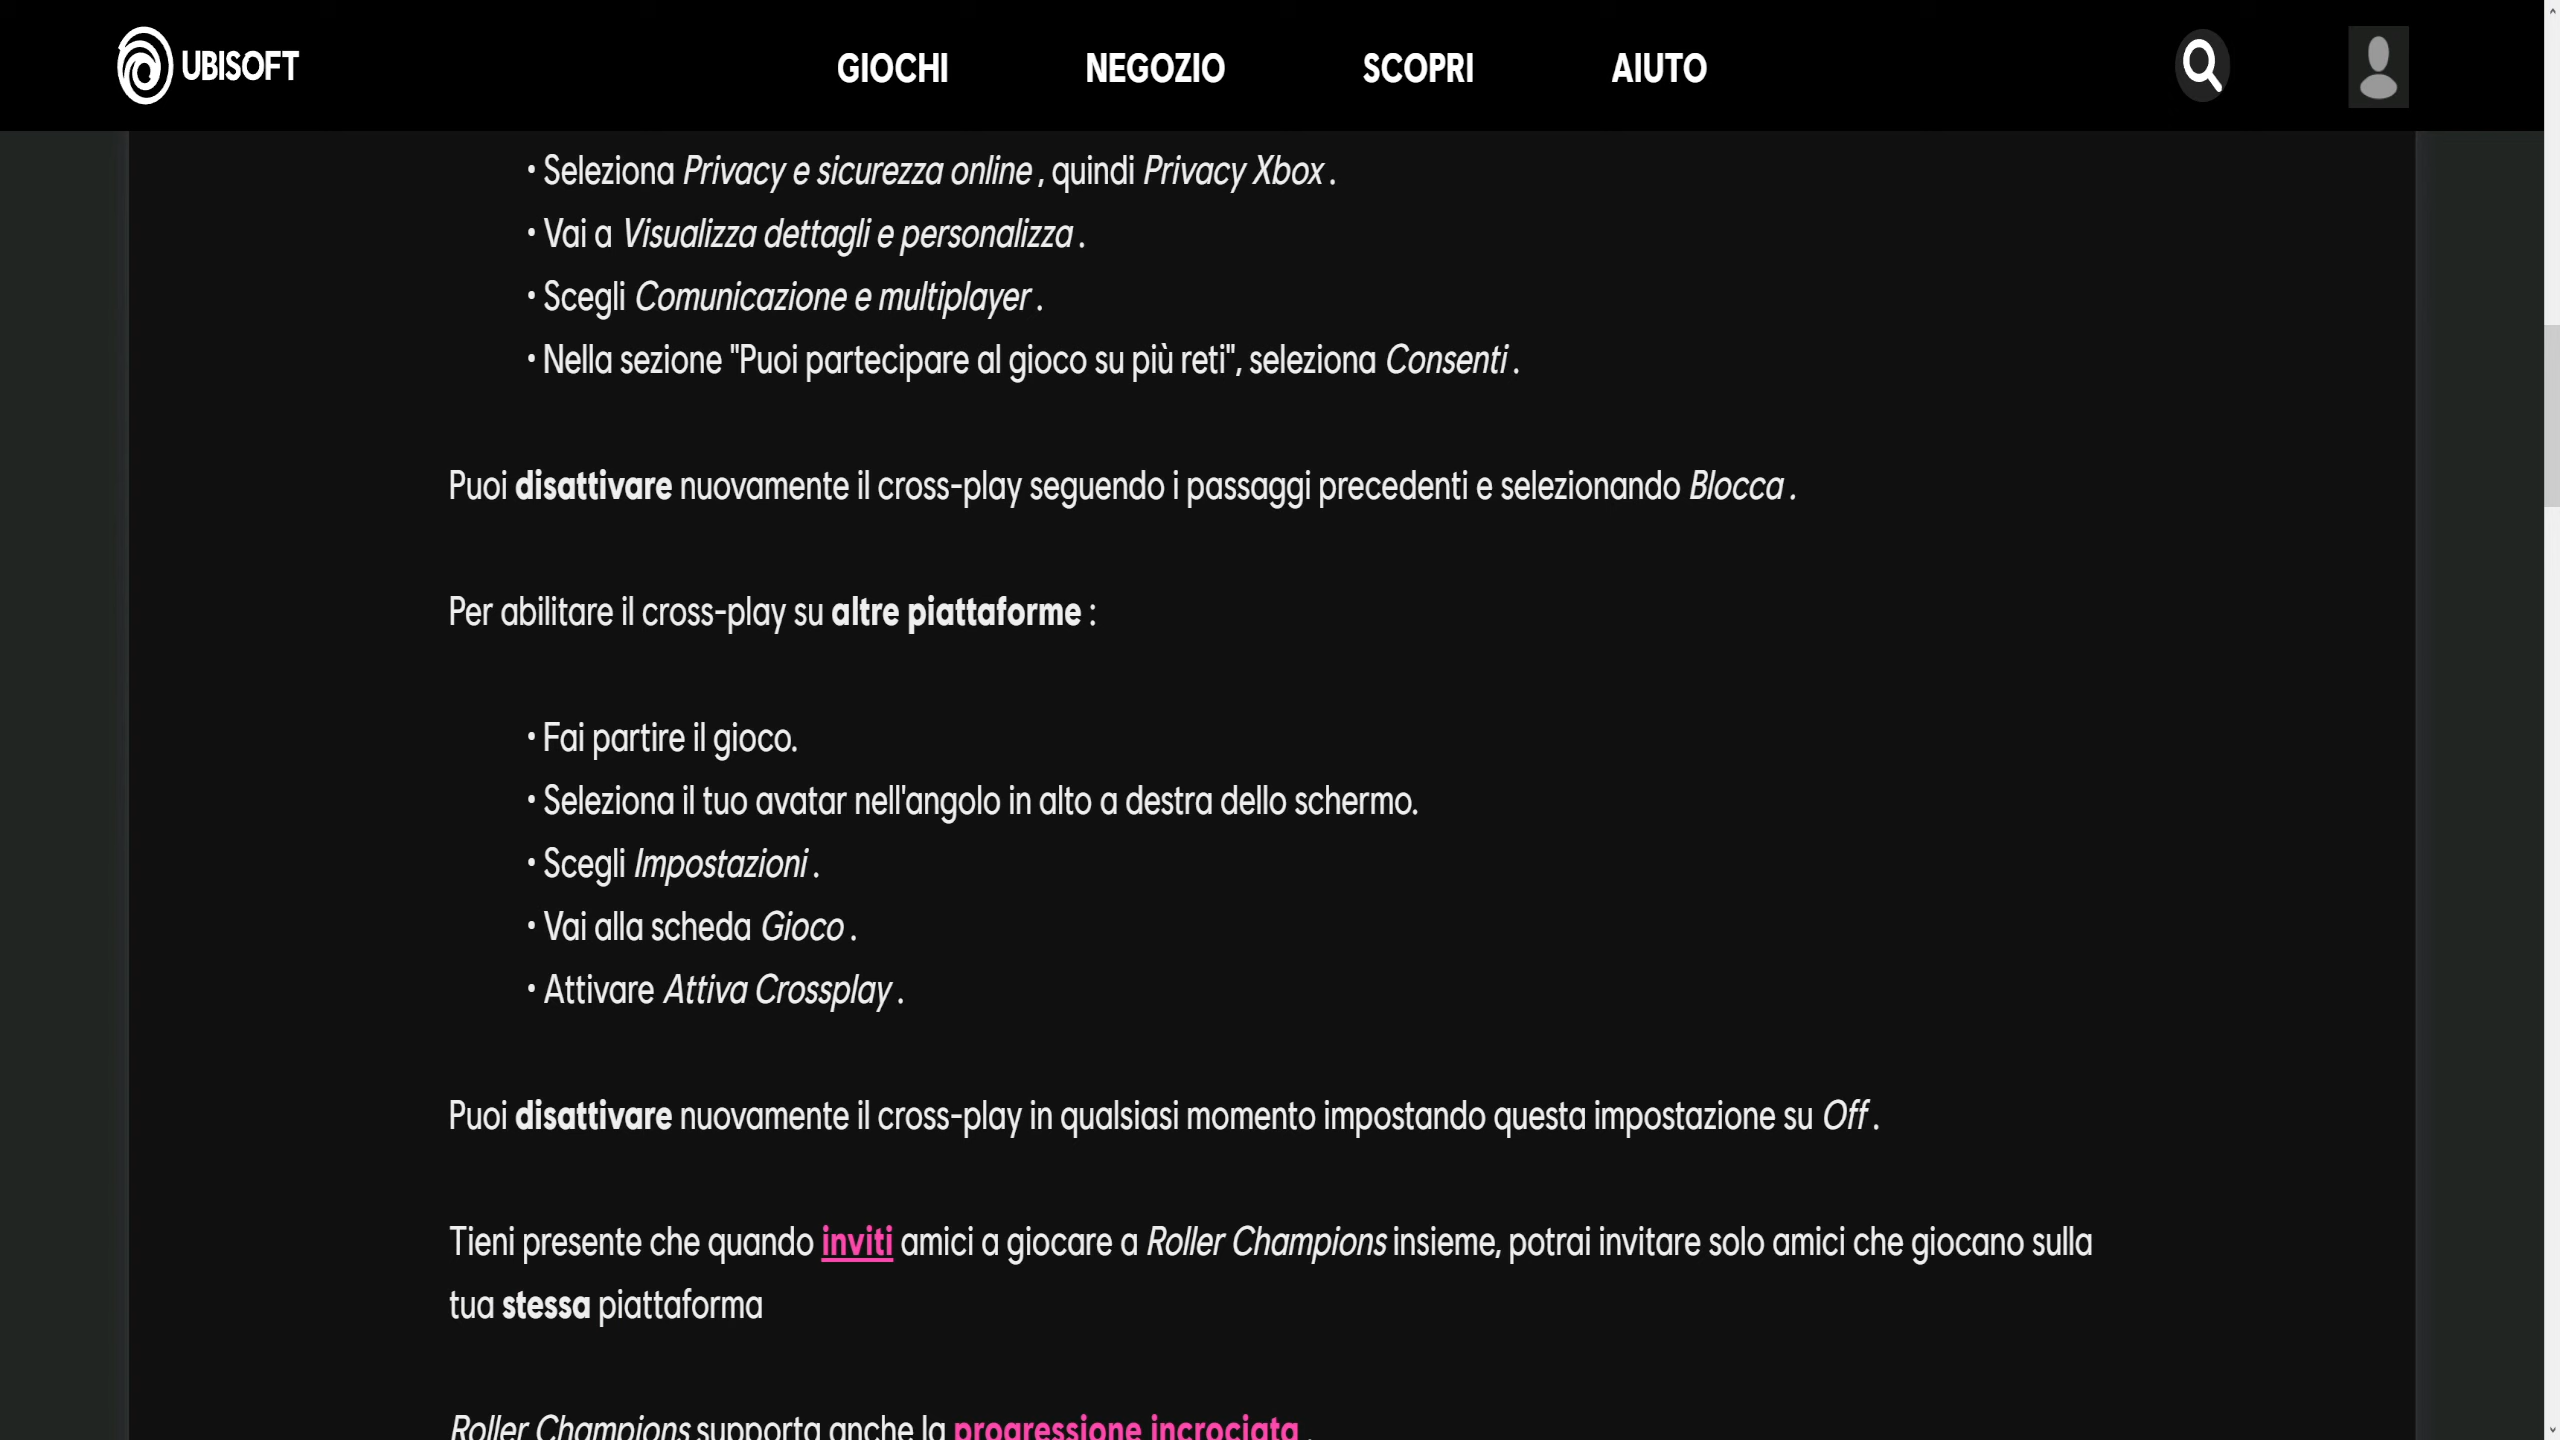 UBISOFT
GIOCHI
NEGOZIO
SCOPRI
AIUTO
• Seleziona Privacy e sicurezza online , quindi Privacy Xbox .
• Vai a Visualizza dettagli e personalizza .
• Scegli Comunicazione e multiplayer .
• Nella sezione "Puoi partecipare al gioco su più reti", seleziona Consenti .
Puoi disattivare nuovamente il cross-play seguendo i passaggi precedenti e selezionando Blocca .
Per abilitare il cross-play su altre piattaforme :
• Fai partire il gioco.
• Seleziona il tuo avatar nell'angolo in alto a destra dello schermo.
• Scegli Impostazioni .
• Vai alla scheda Gioco .
• Attivare Attiva Crossplay .
Puoi disattivare nuovamente il cross-play in qualsiasi momento impostando questa impostazione su Off .
Tieni presente che quando inviti amici a giocare a Roller Champions insieme, potrai invitare solo amici che giocano sulla
tua stessa piattaforma
Roller Champions supporta anche la progressione incrociata .